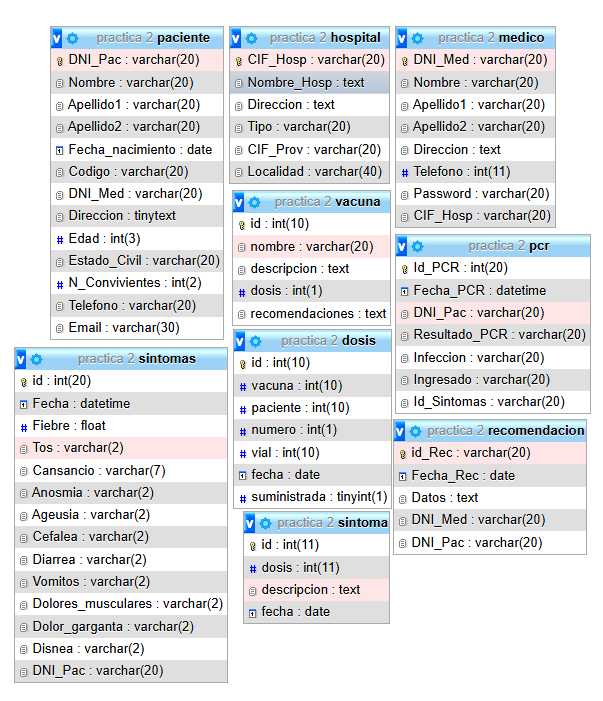 practica 2 paciente
DNI_Pac : varchar(20)
Nombre : varchar(20)
Apellido1 : varchar(20)
Apellido2 : varchar(20)
Fecha_nacimiento : date
Codigo : varchar(20)
DNI_Med : varchar(20)
Direccion : tinytext
Edad : int(3)
Estado_Civil : varchar(20)
N_Convivientes : int(2)
Telefono : varchar(20)
Email : varchar(30)
practica 2 hospital
CIF_Hosp : varchar(20)
Nombre_Hosp : text
Direccion : text
Tipo : varchar(20)
CIF_Prov : varchar(20)
Localidad : varchar(40)
practica 2 medico
DNI_Med : varchar(20)
Nombre : varchar(20)
Apellido1 : varchar(20)
Apellido2 : varchar(20)
Direccion : text
Telefono : int(11)
Password : varchar(20)
CIF_Hosp : varchar(20)
practica 2 vacuna
id : int(10)
nombre : varchar(20)
descripcion : text
dosis : int(1)
recomendaciones : text
practica 2 pcr
Id_PCR : int(20)
Fecha_PCR : datetime
DNI_Pac : varchar(20)
Resultado_PCR : varchar(20)
Infeccion : varchar(20)
Ingresado : varchar(20)
Id_Sintomas : varchar(20)
practica 2 sintomas
id : int(20)
Fecha : datetime
Fiebre : float
Tos : varchar(2)
Cansancio : varchar(7)
Anosmia : varchar(2)
Ageusia : varchar(2)
Cefalea : varchar(2)
Diarrea : varchar(2)
Vomitos : varchar(2)
Dolores_musculares : varchar(2)
Dolor_garganta : varchar(2)
Disnea : varchar(2)
DNI_Pac : varchar(20)
practica 2 dosis
id : int(10)
vacuna : int(10)
paciente : int(10)
numero : int(1)
vial : int(10)
fecha : date
suministrada : tinyint(1)
practica 2 recomendacion
id_Rec : varchar(20)
Fecha_Rec : date
Datos : text
DNI_Med : varchar(20)
DNI_Pac : varchar(20)
practica 2 sintoma
id : int(11)
dosis : int(11)
descripcion : text
fecha : date